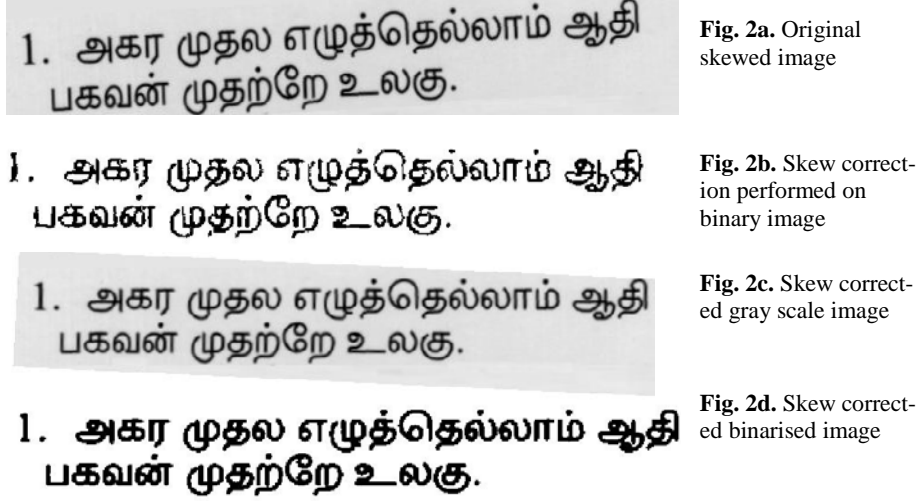 1. அகர முதல எழுத்தெல்லாம் ஆதி
பகவன் முதற்றே உலகு.
Fig. 2a. Original
skewed image
1. அகர முதல எழுத்தெல்லாம் ஆதி
பகவன் முதற்றே உலகு.
Fig. 2b. Skew correct-
ion performed on
binary image
1. அகர முதல எழுத்தெல்லாம் ஆதி
பகவன் முதற்றே உலகு.
Fig. 2c. Skew correct-
ed gray scale image
1. அகர முதல எழுத்தெல்லாம் ஆதி
பகவன் முதற்றே உலகு.
Fig. 2d. Skew correct-
ed binarised image